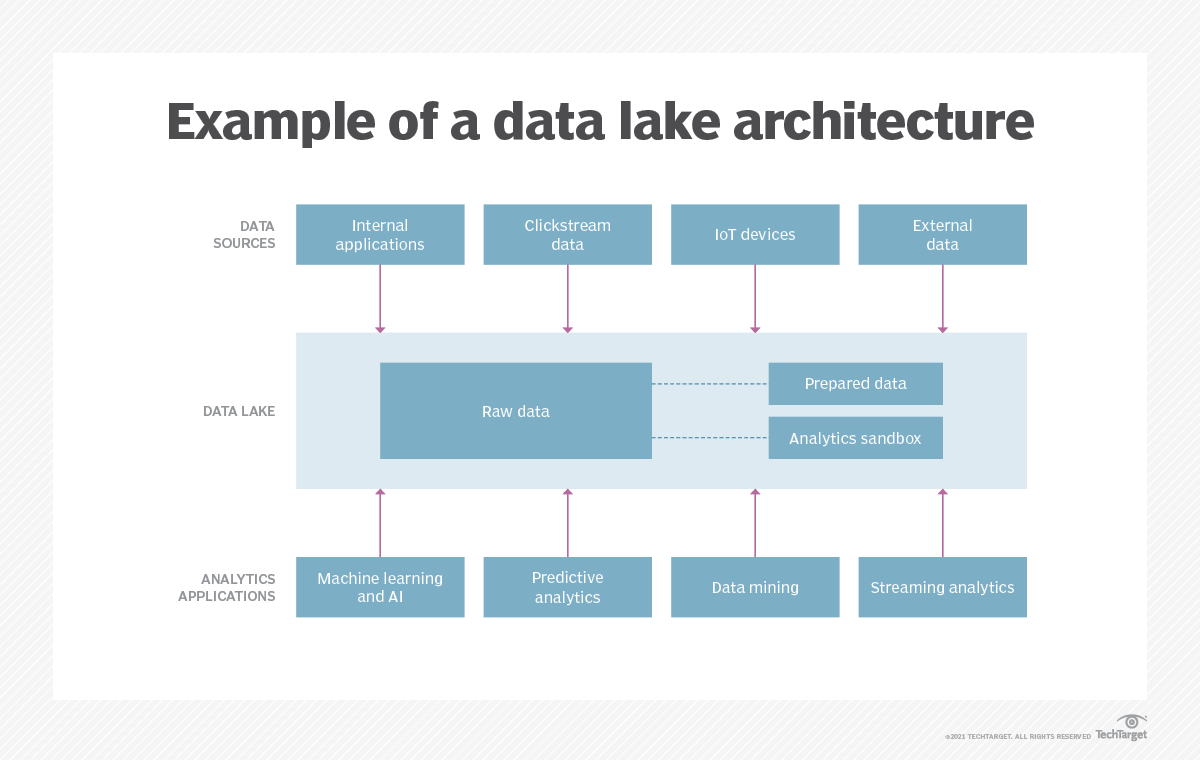 Example of a data lake architecture
DATA
SOURCES
Internal
applications
Clickstream
data
IoT devices
External
data
DATA LAKE
Raw data
Prepared data
Analytics sandbox
ANALYTICS
APPLICATIONS
Machine learning
and AI
Predictive
analytics
Data mining
Streaming analytics
©2021 TECHTARGET. ALL RIGHTS RESERVED
TechTarget